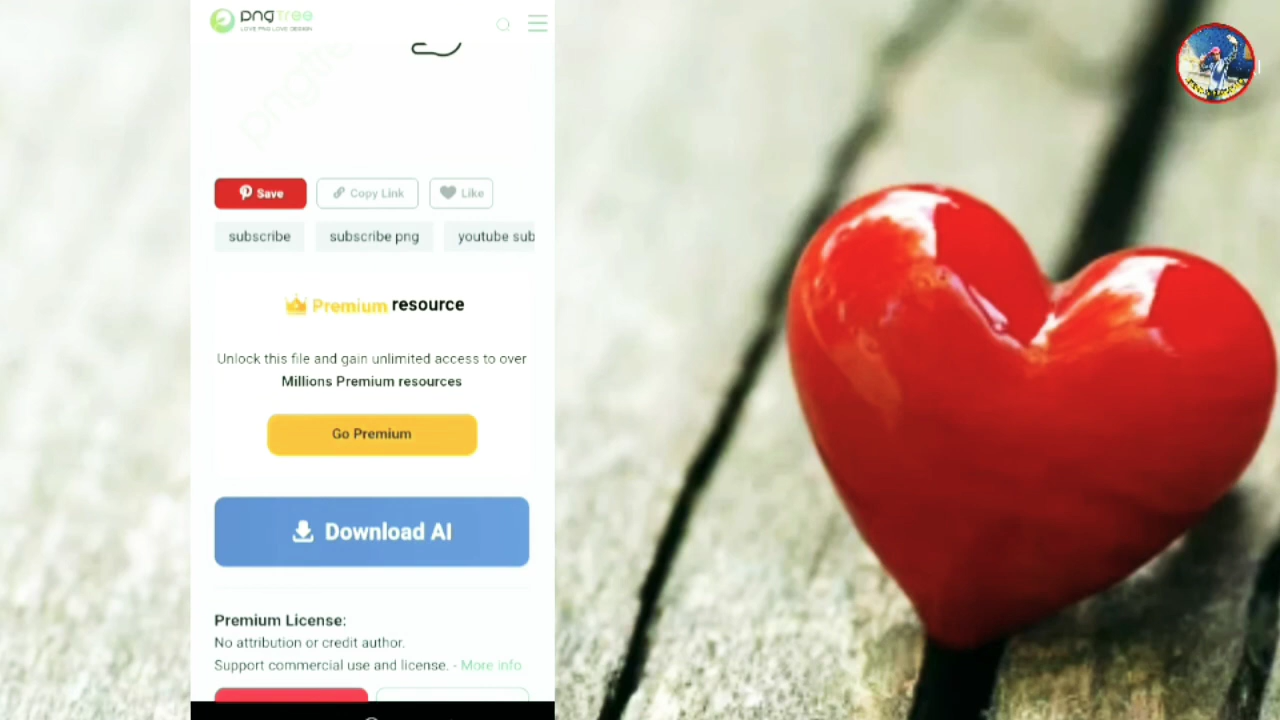 pngtree
LOVE PNG LOVE DESIGN
pngtree
Save
Copy Link
Like
subscribe
subscribe png
youtube sub
Premium resource
Unlock this file and gain unlimited access to over
Millions Premium resources
Go Premium
Download AI
Premium License:
No attribution or credit author.
Support commercial use and license. - More info